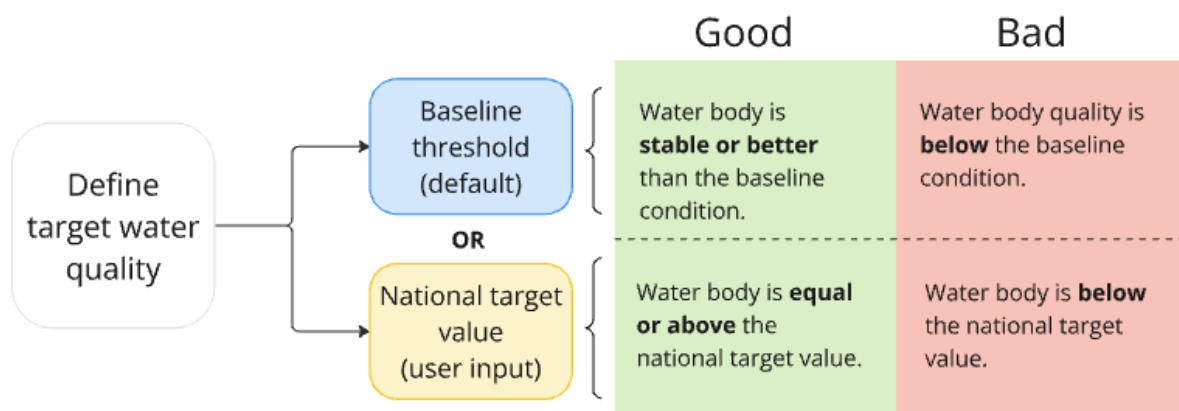 Good
Bad
Define
target water
quality
Baseline
threshold
(default)
Water body is
stable or better
than the baseline
condition.
Water body quality is
below the baseline
condition.
OR
National target
value
(user input)
Water body is equal
or above the
national target value.
Water body is below
the national target
value.